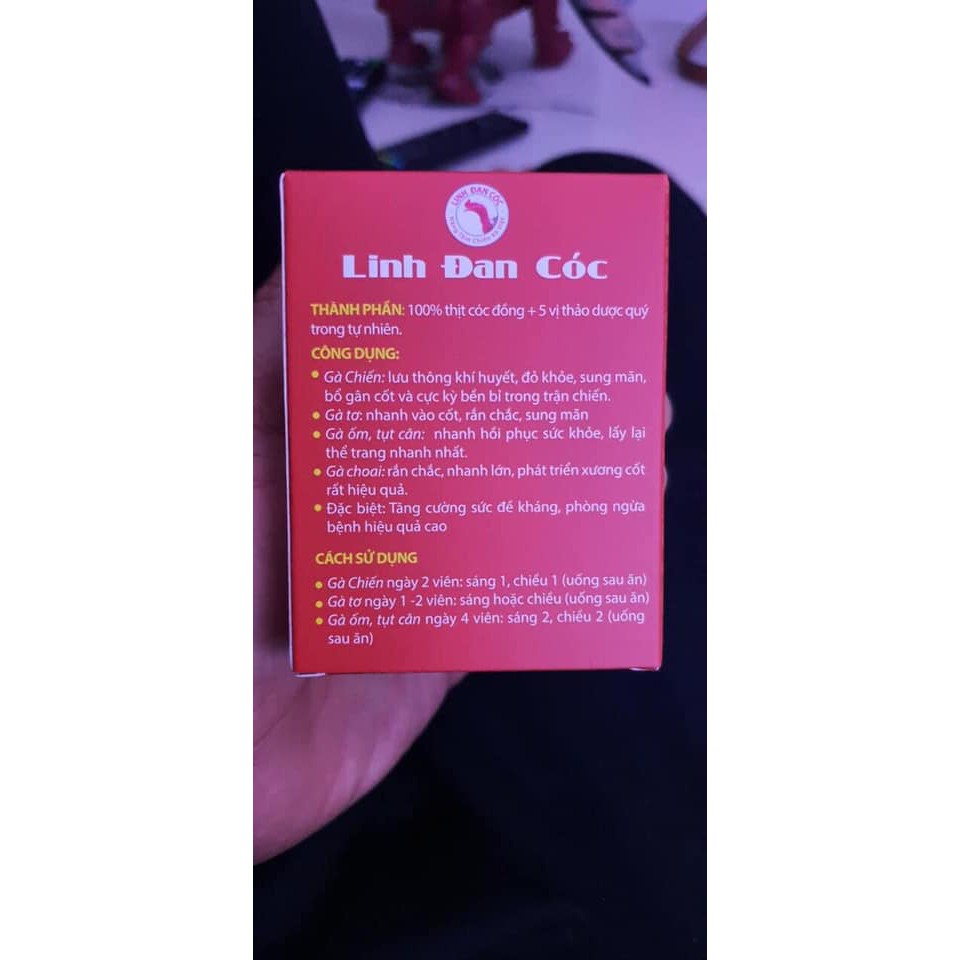 LINH ĐAN CÓC
Linh Đan Cóc
THÀNH PHẦN: 100% thịt cóc đồng + 5 vị thảo dược quý
trong tự nhiên.
CÔNG DỤNG:
Gà Chiến: lưu thông khí huyết, đỏ khỏe, sung mãn,
bổ gân cốt và cực kỳ bền bỉ trong trận chiến.
Gà tơ: nhanh vào cốt, rắn chắc, sung mãn
Gà ốm, tụt cân: nhanh hồi phục sức khỏe, lấy lại
thể trang nhanh nhất.
Gà choai: rắn chắc, nhanh lớn, phát triển xương cốt
rất hiệu quả.
Đặc biệt: Tăng cường sức đề kháng, phòng ngừa
bệnh hiệu quả cao
CÁCH SỬ DỤNG
Gà Chiến ngày 2 viên: sáng 1, chiều 1 (uống sau ăn)
Gà tơ ngày 1 -2 viên: sáng hoặc chiều (uống sau ăn)
Gà ốm, tụt cân ngày 4 viên: sáng 2, chiều 2 (uống
sau ăn)